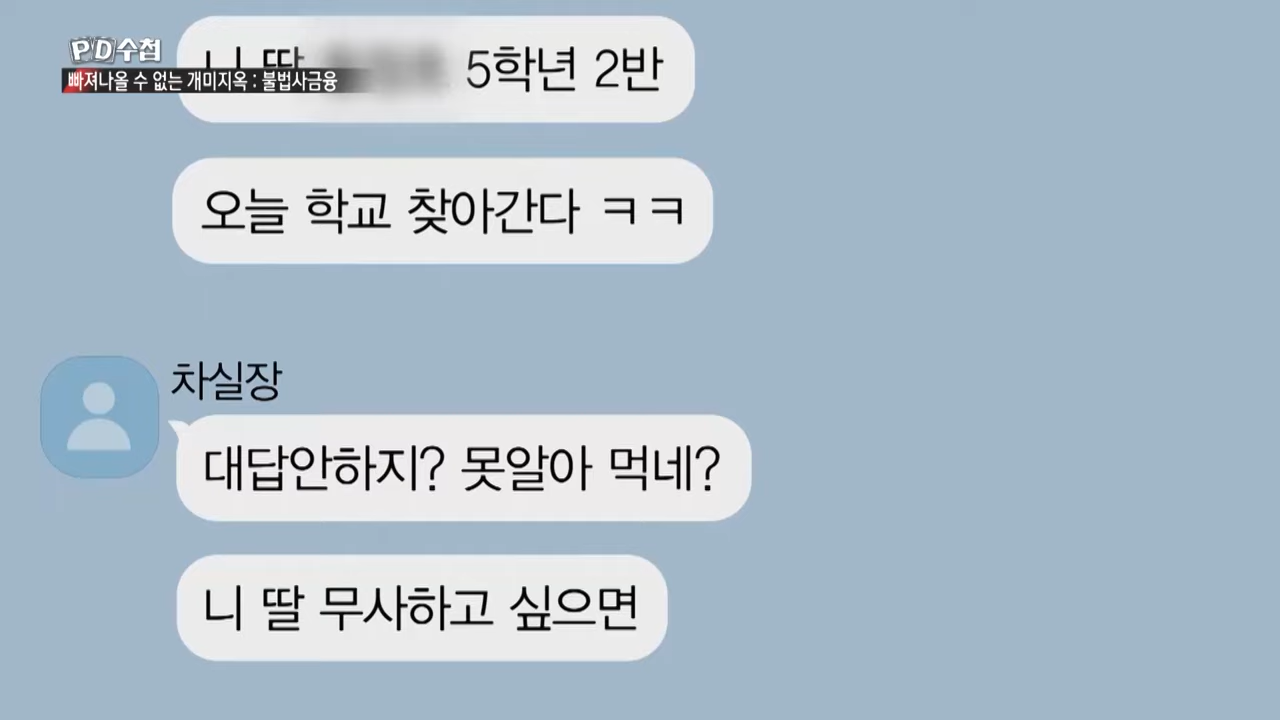 PD수첩
빠져나올 수 없는 개미지옥 : 불법사금융
니 딸 5학년 2반
오늘 학교 찾아간다 ㅋㅋ
차실장
대답안하지? 못알아 먹네?
니 딸 무사하고 싶으면